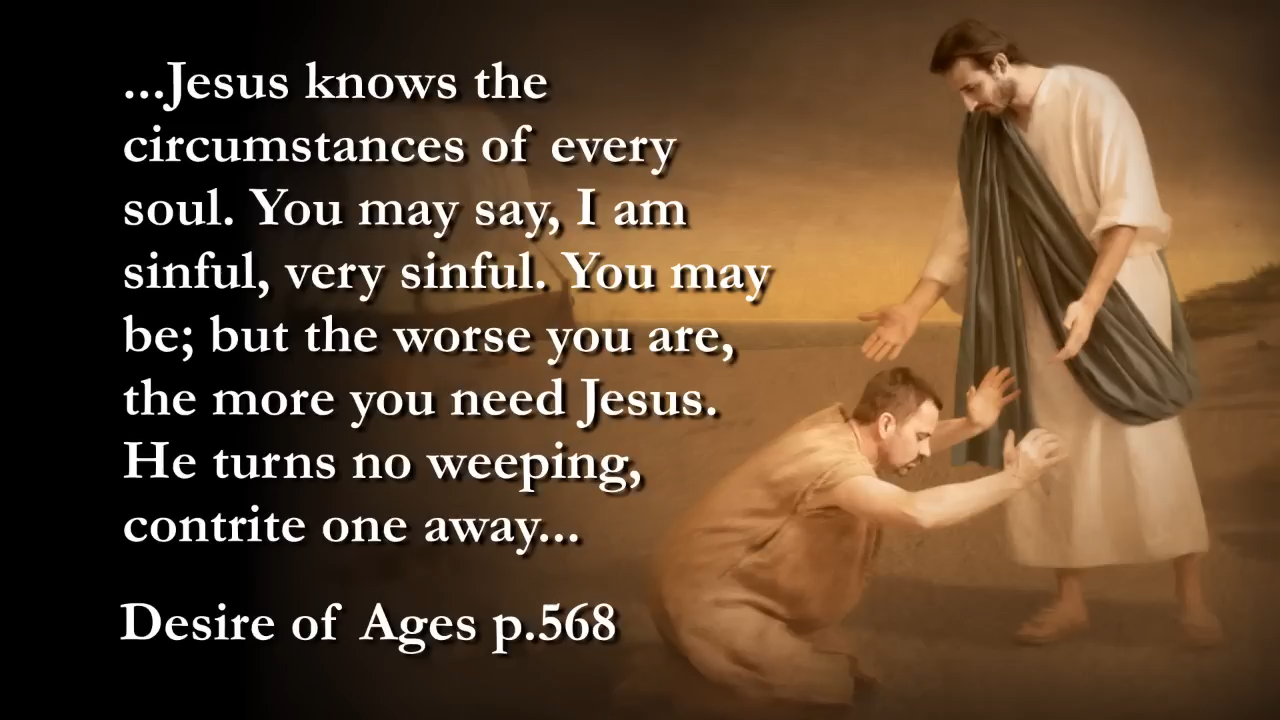 ...Jesus knows the
circumstances of every
soul. You may say, I am
sinful, very sinful. You may
be; but the worse you are,
the more you need Jesus.
He turns no weeping,
contrite one away...
Desire of Ages p.568